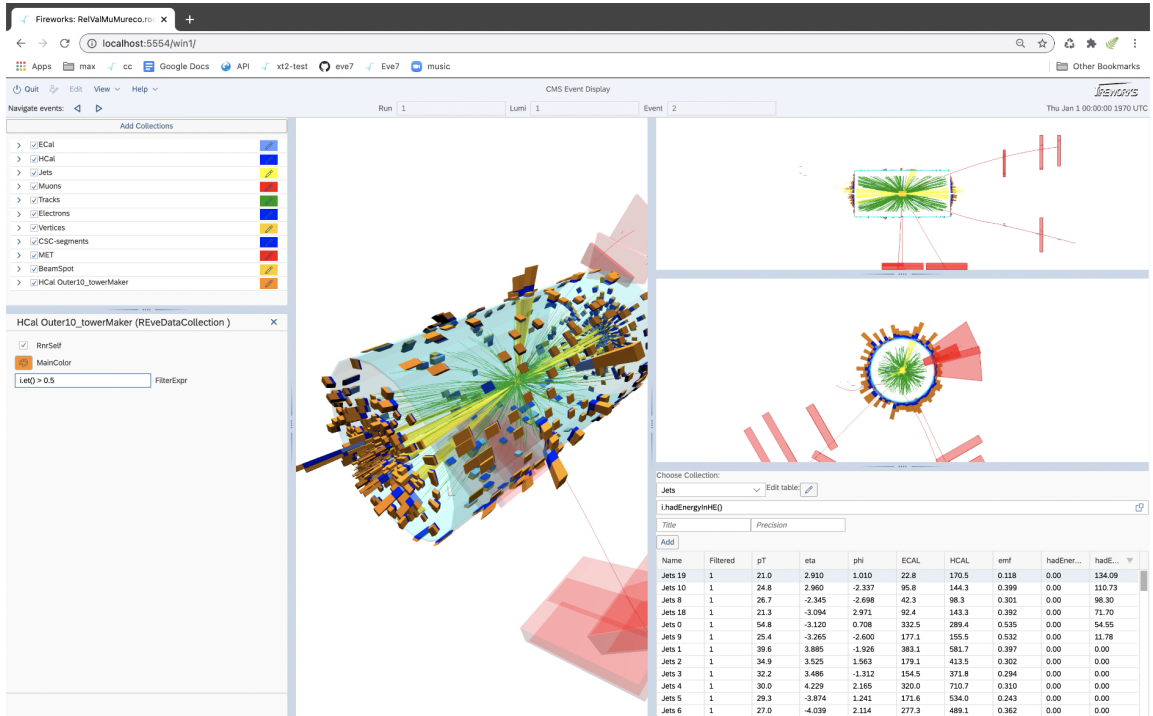 Fireworks: RelValMuMureco.ro
localhost:5554/win1/
Apps max cc Google Docs API xt2-test eve7 Eve7 music Other Bookmarks
Quit Edit View Help CMS Event Display FIREWORKS
Navigate events: Run 1 Lumi 1 Event 2 Thu Jan 1 00:00:00 1970 UTC
Add Collections
ECal
HCal
Jets
Muons
Tracks
Electrons
Vertices
CSC-segments
MET
BeamSpot
HCal Outer10_towerMaker
HCal Outer10_towerMaker (REveDataCollection )
RnrSelf
MainColor
i.et() > 0.5 FilterExpr
Choose Collection:
Jets Edit table:
i.hadEnergyInHE()
Title Precision
Add
Name Filtered pT eta phi ECAL HCAL emf hadEner... hadE...
Jets 19 1 21.0 2.910 1.010 22.8 170.5 0.118 0.00 134.09
Jets 10 1 24.8 2.960 -2.337 95.8 144.3 0.399 0.00 110.73
Jets 8 1 26.7 -2.345 -2.698 42.3 98.3 0.301 0.00 98.30
Jets 18 1 21.3 -3.094 2.971 92.4 143.3 0.392 0.00 71.70
Jets 0 1 54.8 -3.120 0.708 332.5 289.4 0.535 0.00 54.55
Jets 9 1 25.4 -3.265 -2.600 177.1 155.5 0.532 0.00 11.78
Jets 1 1 39.6 3.885 -1.926 383.1 581.7 0.397 0.00 0.00
Jets 2 1 34.9 3.525 1.563 179.1 413.5 0.302 0.00 0.00
Jets 3 1 32.2 3.486 -1.312 154.5 371.8 0.294 0.00 0.00
Jets 4 1 30.0 4.229 2.165 320.0 710.7 0.310 0.00 0.00
Jets 5 1 29.3 -3.874 1.241 171.6 534.0 0.243 0.00 0.00
Jets 6 1 27.0 -4.039 2.114 277.3 489.1 0.362 0.00 0.00